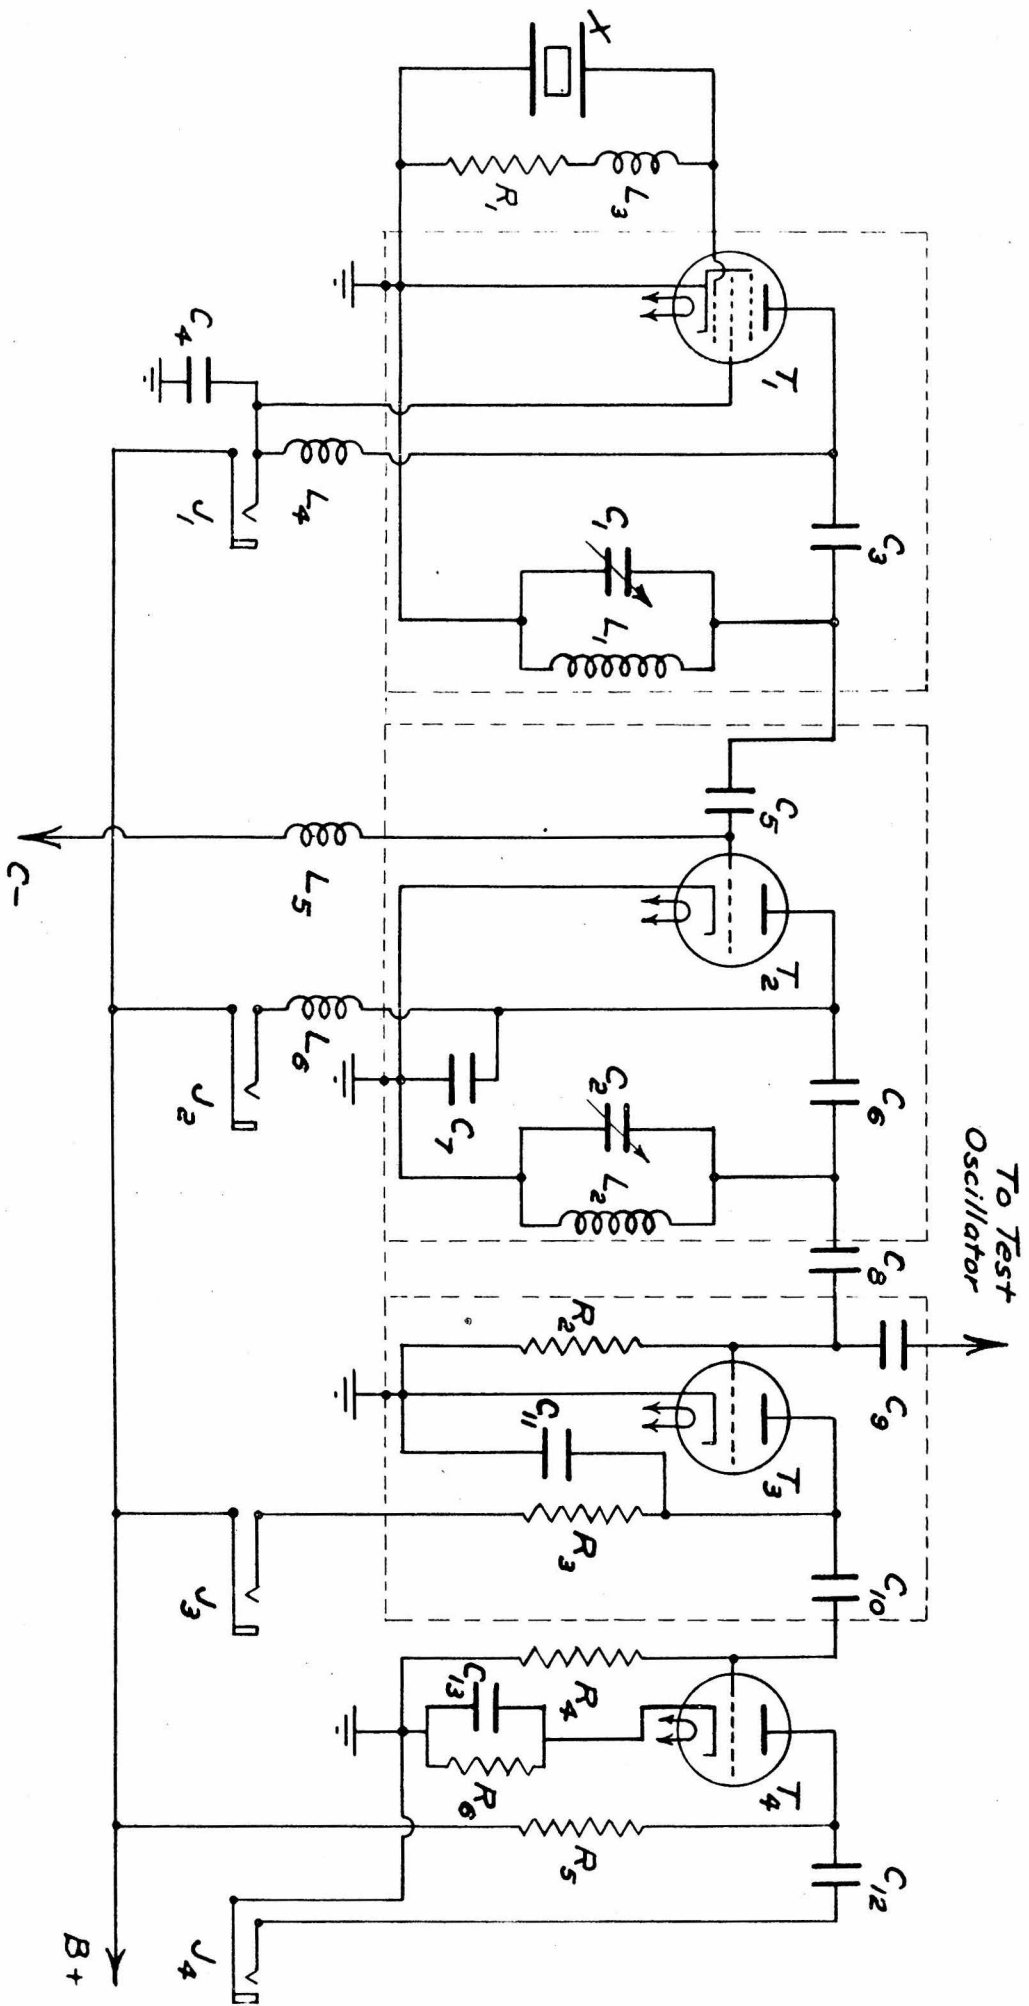 X
R₁
L₃
T₁
C₄
J₁
L₄
C₁
L₁
C₃
C₅
L₅
C-
T₂
L₆
J₂
C₇
C₂
L₂
C₆
C₈
To Test
Oscillator
C₉
R₂
T₃
C₁₁
R₃
J₃
C₁₀
R₄
C₁₃
R₆
T₄
R₅
C₁₂
J₄
B+